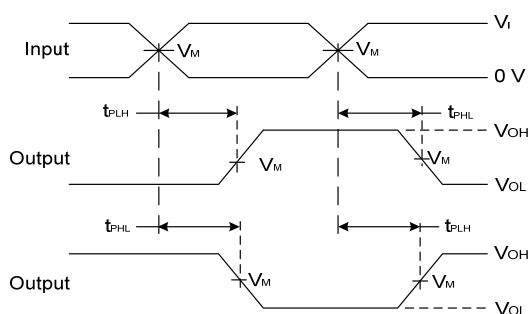 VI
Input VM VM
0 V
tPLH tPHL
VOH
Output VM VM
VOL
tPHL tPLH
VOH
Output VM VM
VOL